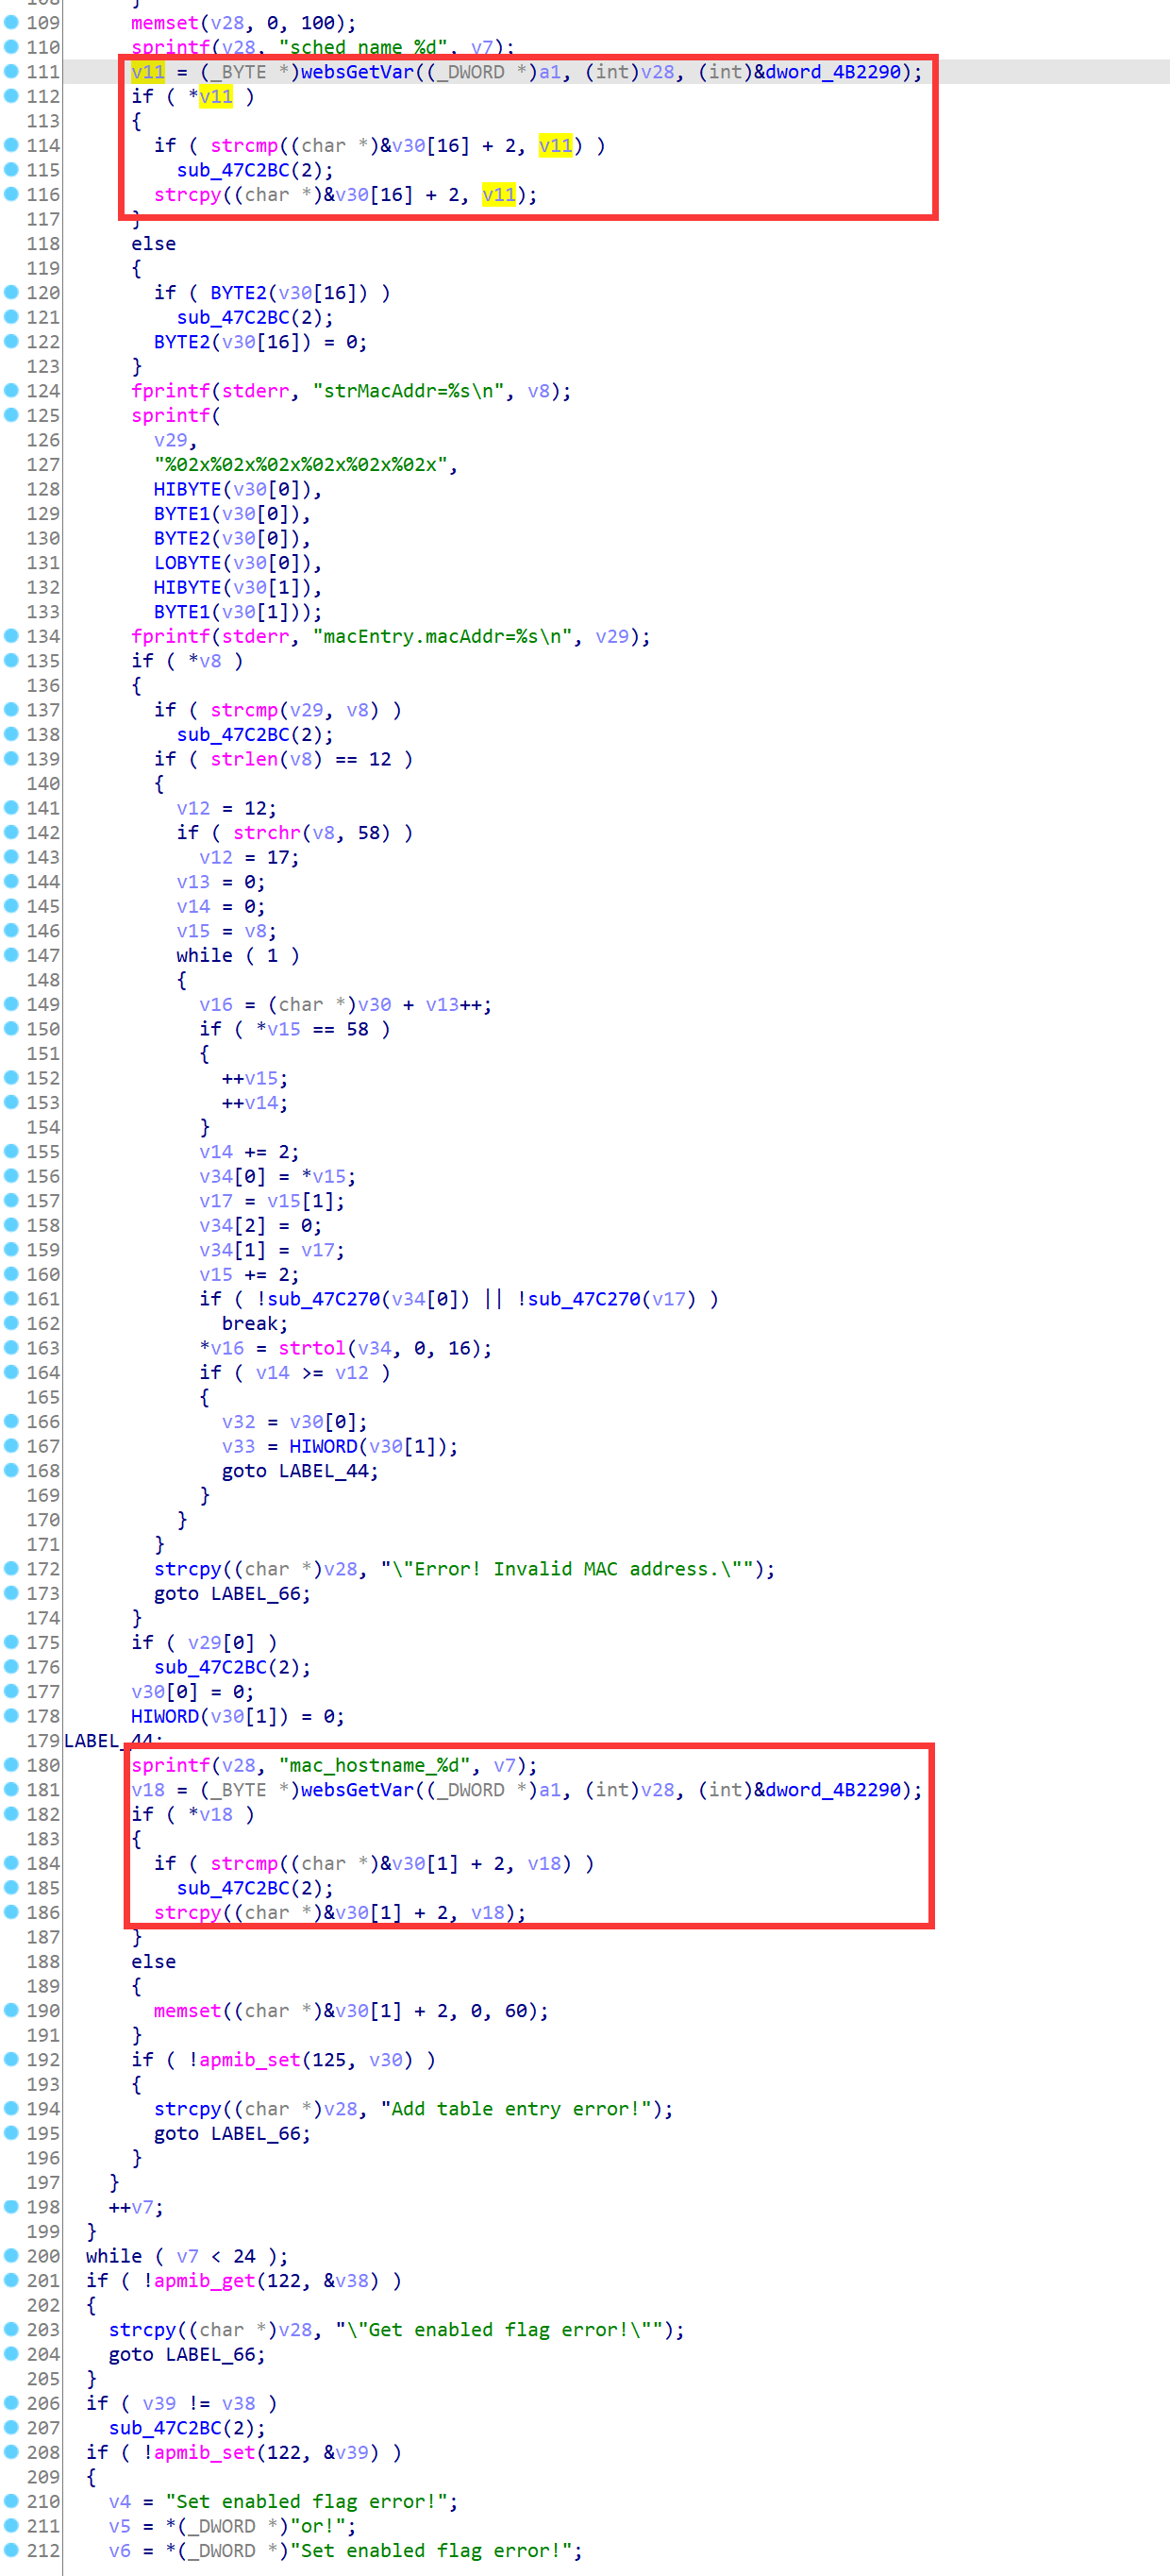 109 memset(v28, 0, 100);
110 sprintf(v28, "sched_name_%d", v7);
111 v11 = (_BYTE *)websGetVar((_DWORD *)a1, (int)v28, (int)&dword_4B2290);
112 if ( *v11 )
113 {
114 if ( strcmp((char *)&v30[16] + 2, v11) )
115 sub_47C2BC(2);
116 strcpy((char *)&v30[16] + 2, v11);
117 }
118 else
119 {
120 if ( BYTE2(v30[16]) )
121 sub_47C2BC(2);
122 BYTE2(v30[16]) = 0;
123 }
124 fprintf(stderr, "strMacAddr=%s\n", v8);
125 sprintf(
126 v29,
127 "%02x%02x%02x%02x%02x%02x",
128 HIBYTE(v30[0]),
129 BYTE1(v30[0]),
130 BYTE2(v30[0]),
131 LOBYTE(v30[0]),
132 HIBYTE(v30[1]),
133 BYTE1(v30[1]));
134 fprintf(stderr, "macEntry.macAddr=%s\n", v29);
135 if ( *v8 )
136 {
137 if ( strcmp(v29, v8) )
138 sub_47C2BC(2);
139 if ( strlen(v8) == 12 )
140 {
141 v12 = 12;
142 if ( strchr(v8, 58) )
143 v12 = 17;
144 v13 = 0;
145 v14 = 0;
146 v15 = v8;
147 while ( 1 )
148 {
149 v16 = (char *)v30 + v13++;
150 if ( *v15 == 58 )
151 {
152 ++v15;
153 ++v14;
154 }
155 v14 += 2;
156 v34[0] = *v15;
157 v17 = v15[1];
158 v34[2] = 0;
159 v34[1] = v17;
160 v15 += 2;
161 if ( !sub_47C270(v34[0]) || !sub_47C270(v17) )
162 break;
163 *v16 = strtol(v34, 0, 16);
164 if ( v14 >= v12 )
165 {
166 v32 = v30[0];
167 v33 = HIWORD(v30[1]);
168 goto LABEL_44;
169 }
170 }
171 }
172 strcpy((char *)v28, "\"Error! Invalid MAC address.\"");
173 goto LABEL_66;
174 }
175 if ( v29[0] )
176 sub_47C2BC(2);
177 v30[0] = 0;
178 HIWORD(v30[1]) = 0;
179 LABEL_44:
180 sprintf(v28, "mac_hostname_%d", v7);
181 v18 = (_BYTE *)websGetVar((_DWORD *)a1, (int)v28, (int)&dword_4B2290);
182 if ( *v18 )
183 {
184 if ( strcmp((char *)&v30[1] + 2, v18) )
185 sub_47C2BC(2);
186 strcpy((char *)&v30[1] + 2, v18);
187 }
188 else
189 {
190 memset((char *)&v30[1] + 2, 0, 60);
191 }
192 if ( !apmib_set(125, v30) )
193 {
194 strcpy((char *)v28, "Add table entry error!");
195 goto LABEL_66;
196 }
197 }
198 ++v7;
199 }
200 while ( v7 < 24 );
201 if ( !apmib_get(122, &v38) )
202 {
203 strcpy((char *)v28, "\"Get enabled flag error!\"");
204 goto LABEL_66;
205 }
206 if ( v39 != v38 )
207 sub_47C2BC(2);
208 if ( !apmib_set(122, &v39) )
209 {
210 v4 = "Set enabled flag error!";
211 v5 = *(_DWORD *)"or!";
212 v6 = *(_DWORD *)"Set enabled flag error!";